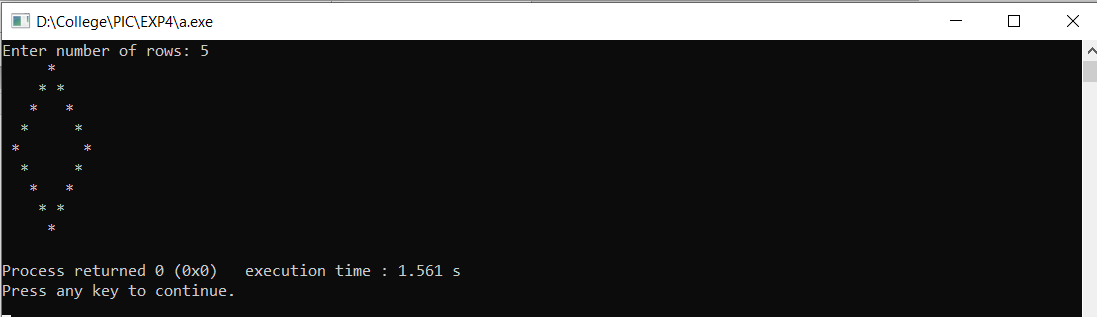 D:\College\PIC\EXP4\a.exe
Enter number of rows: 5
     *
    * *
   *   *
  *     *
 *       *
  *     *
   *   *
    * *
     *
Process returned 0 (0x0)   execution time : 1.561 s
Press any key to continue.